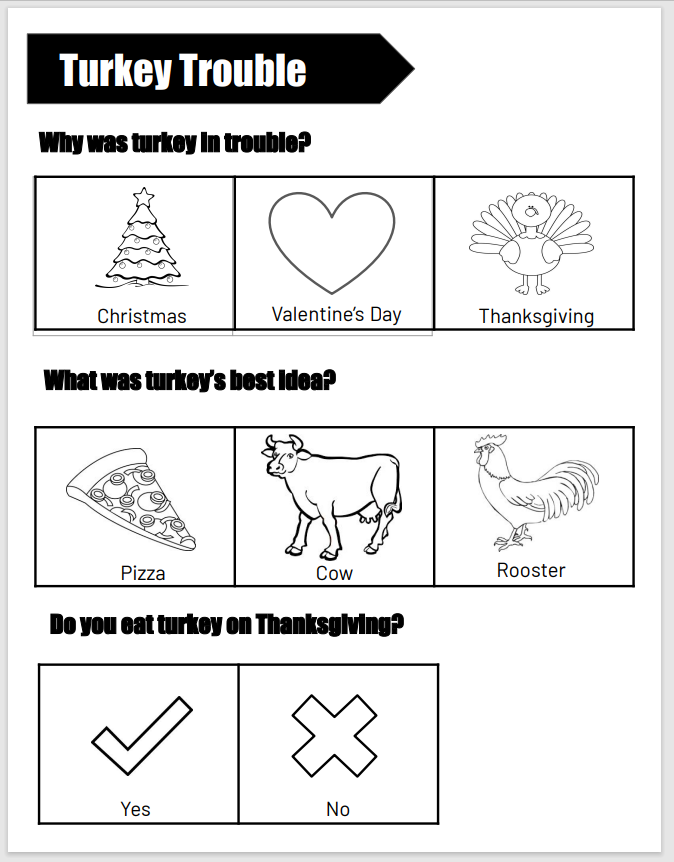 Turkey Trouble
Why was turkey in trouble?
Christmas Valentine's Day Thanksgiving
What was turkey's best idea?
Pizza Cow Rooster
Do you eat turkey on Thanksgiving?
Yes No